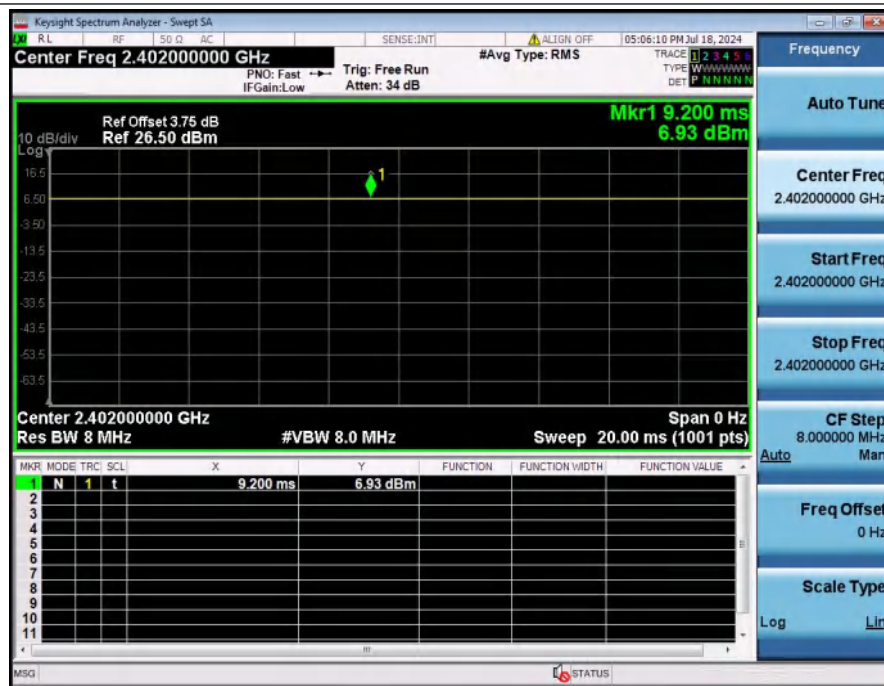 Keysight Spectrum Analyzer - Swept SA
RL RF 50 Ω AC SENSE:INT ALIGN OFF 05:06:10 PM Jul 18, 2024
Center Freq 2.402000000 GHz
PNO: Fast
IFGain:Low
Trig: Free Run
Atten: 34 dB
#Avg Type: RMS
TRACE 1 2 3 4 5 6
TYPE WWWWWW
DET P N N N N N
Mkr1 9.200 ms
6.93 dBm
Ref Offset 3.75 dB
10 dB/div Ref 26.50 dBm
Log
1
16.5
6.50
-3.50
-13.5
-23.5
-33.5
-43.5
-53.5
-63.5
Center 2.402000000 GHz Span 0 Hz
Res BW 8 MHz #VBW 8.0 MHz Sweep 20.00 ms (1001 pts)
MKR MODE TRC SCL X Y FUNCTION FUNCTION WIDTH FUNCTION VALUE
1 N 1 t 9.200 ms 6.93 dBm
2
3
4
5
6
7
8
9
10
11
MSG STATUS
Frequency
Auto Tune
Center Freq
2.402000000 GHz
Start Freq
2.402000000 GHz
Stop Freq
2.402000000 GHz
CF Step
8.000000 MHz
Auto Man
Freq Offset
0 Hz
Scale Type
Log Lin